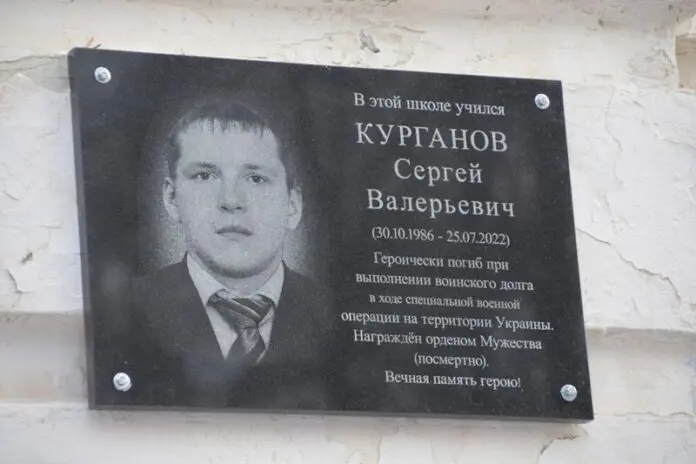 В этой школе учился
КУРГАНОВ
Сергей
Валерьевич
(30.10.1986 - 25.07.2022)
Героически погиб при
выполнении воинского долга
в ходе специальной военной
операции на территории Украины.
Награждён орденом Мужества
(посмертно).
Вечная память герою!